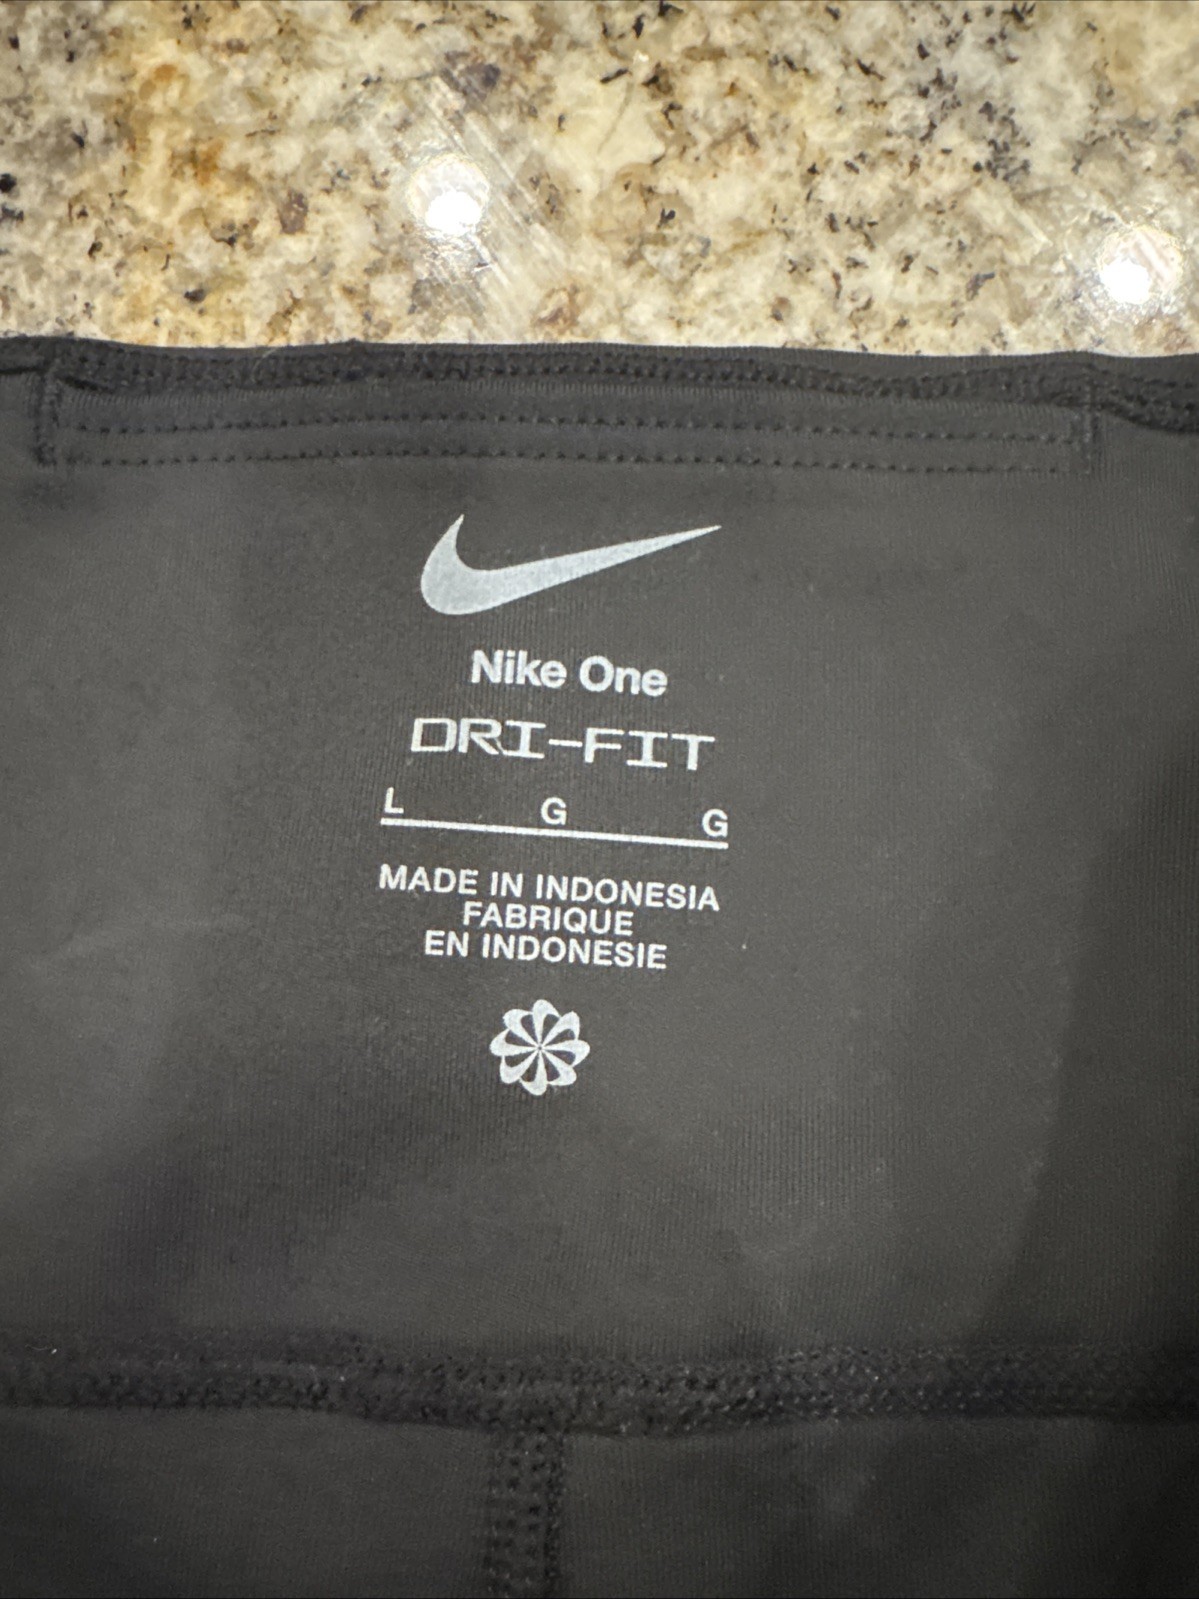 Nike One
DRI-FIT
L G G
MADE IN INDONESIA
FABRIQUE
EN INDONESIE